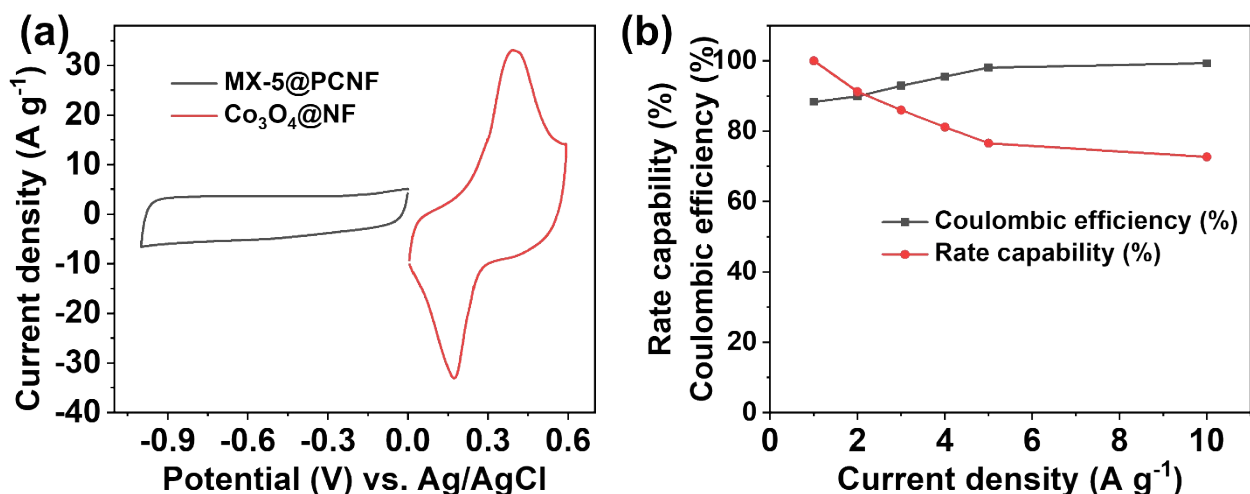 (a)
Current density (A g⁻¹)
30
20
10
0
-10
-20
-30
-40
MX-5@PCNF
Co₃O₄@NF
-0.9
-0.6
-0.3
0.0
0.3
0.6
Potential (V) vs. Ag/AgCl
(b)
Rate capability (%)
Coulombic efficiency (%)
100
80
60
40
20
0
Coulombic efficiency (%)
Rate capability (%)
0
2
4
6
8
10
Current density (A g⁻¹)